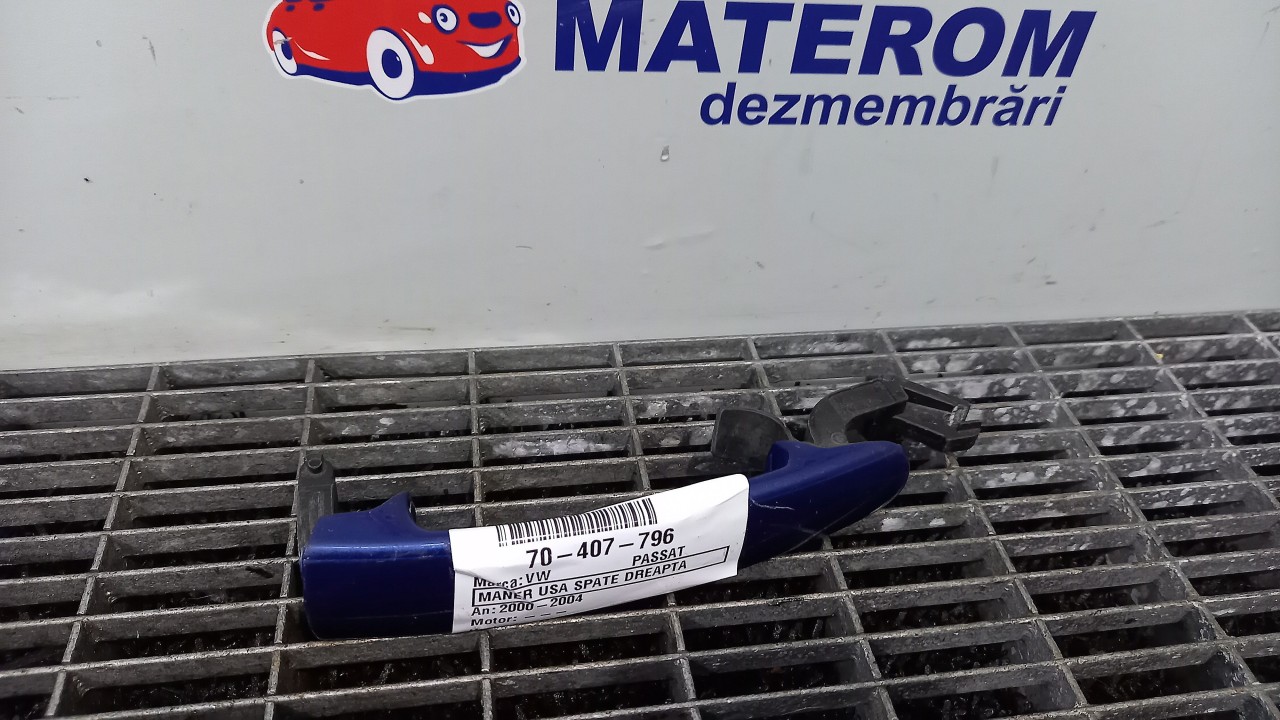 MATEROM
dezmembrări
70-407-796
Marca: VW PASSAT
MANER USA SPATE DREAPTA
An: 2000-2004
Motor: - - -